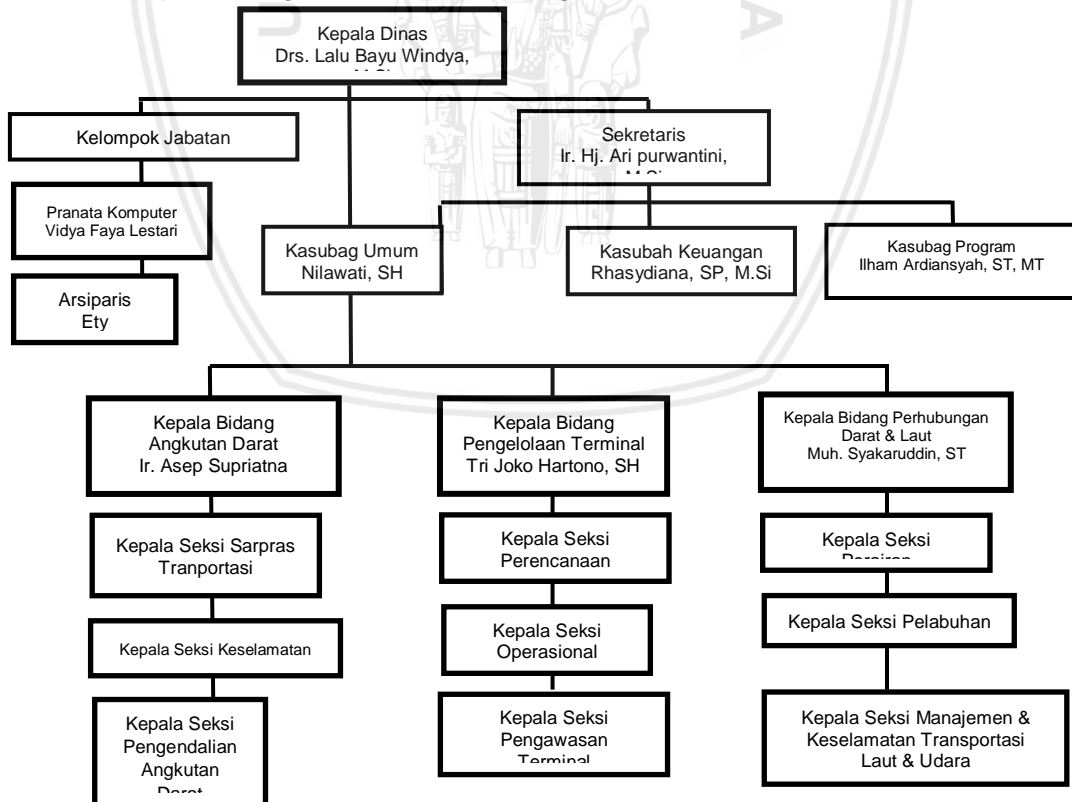 Kepala Dinas
Drs. Lalu Bayu Windya,
Kelompok Jabatan
Sekretaris
Ir. Hj. Ari purwantini,
M.Si
Pranata Komputer
Vidya Faya Lestari
Arsiparis
Ety
Kasubag Umum
Nilawati, SH
Kasubah Keuangan
Rhasydiana, SP, M.Si
Kasubag Program
Ilham Ardiansyah, ST, MT
Kepala Bidang
Angkutan Darat
Ir. Asep Supriatna
Kepala Bidang
Pengelolaan Terminal
Tri Joko Hartono, SH
Kepala Bidang Perhubungan
Darat & Laut
Muh. Syakaruddin, ST
Kepala Seksi Sarpras
Tranportasi
Kepala Seksi
Perencanaan
Kepala Seksi
Kepala Seksi Keselamatan
Kepala Seksi
Operasional
Kepala Seksi Pelabuhan
Kepala Seksi
Pengendalian
Angkutan
Darat
Kepala Seksi
Pengawasan
Terminal
Kepala Seksi Manajemen &
Keselamatan Transportasi
Laut & Udara